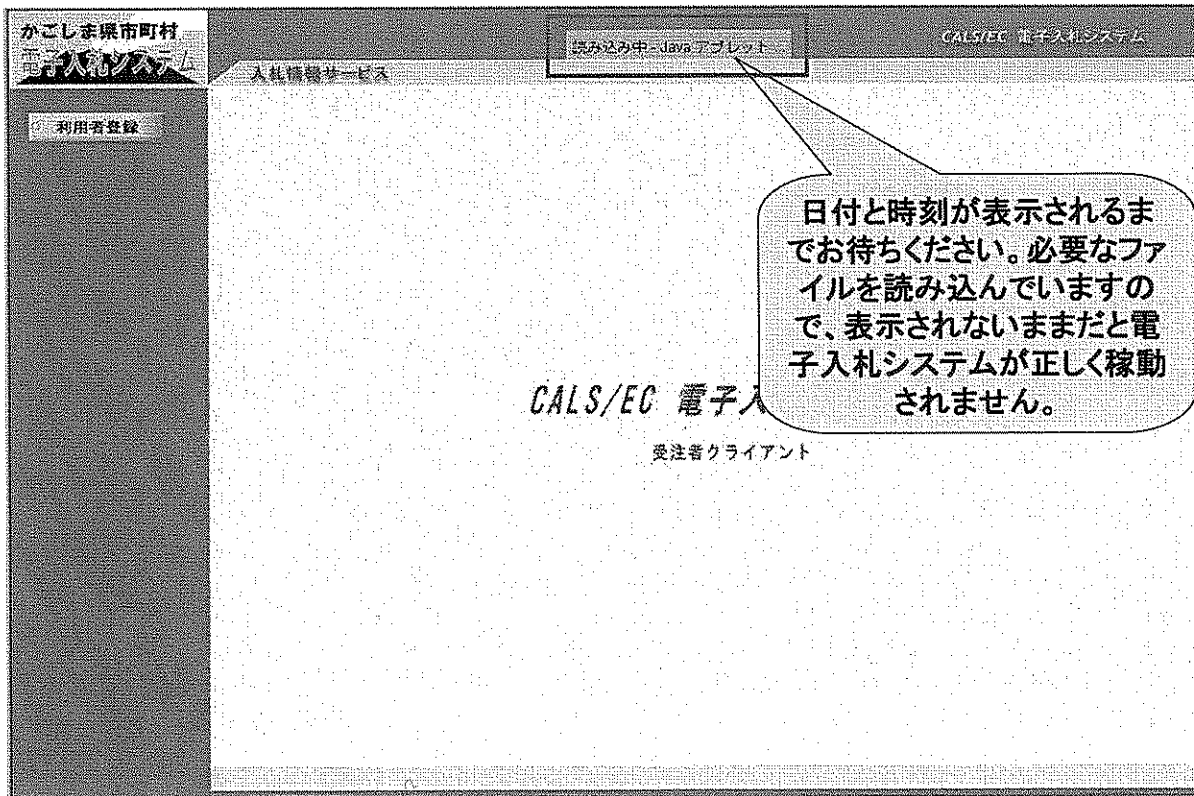 かごしま県市町村
電子入札システム
読み込み中 - Java アプレット
CALS/EC 電子入札システム
入札情報サービス
利用者登録
日付と時刻が表示されるま
でお待ちください。必要なファ
イルを読み込んでいますの
で、表示されないままだと電
子入札システムが正しく稼動
されません。
CALS/EC 電子入
受注者クライアント